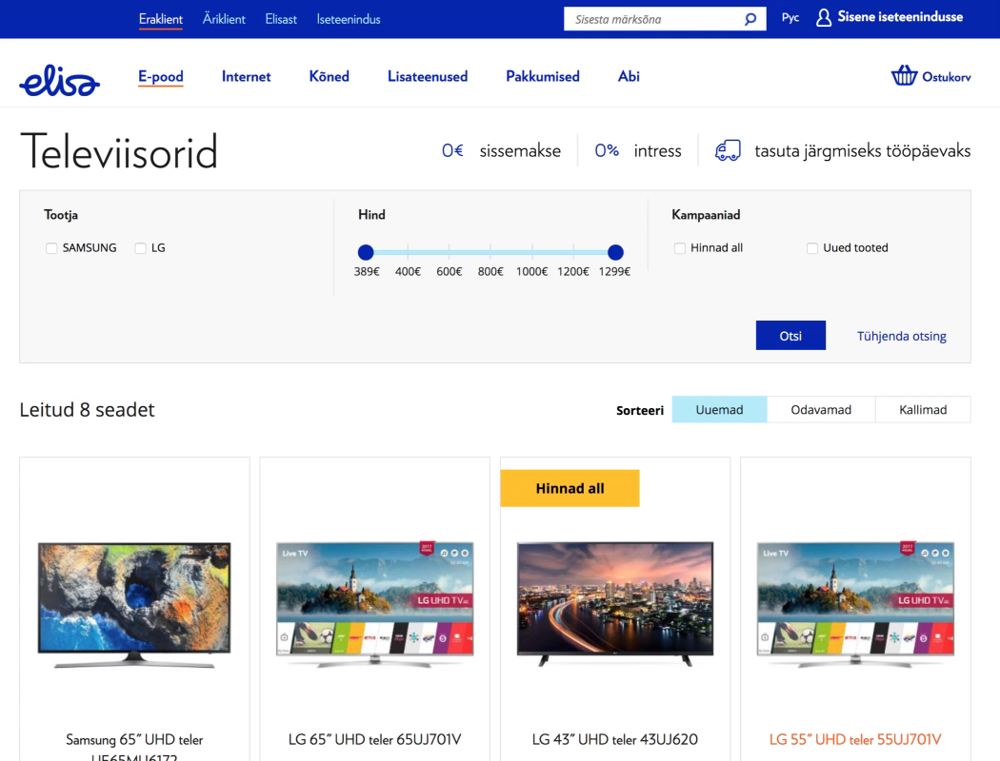 Eraklient Äriklient Elisast Iseteenindus Sisesta märksõna Рус Sisene iseteenindusse
elisa E-pood Internet Kõned Lisateenused Pakkumised Abi Ostukorv
Televiisorid 0€ sissemakse 0% intress tasuta järgmiseks tööpäevaks
Tootja Hind Kampaaniad
SAMSUNG LG Hinnad all Uued tooted
389€ 400€ 600€ 800€ 1000€ 1200€ 1299€
Otsi Tühjenda otsing
Leitud 8 seadet Sorteeri Uuemad Odavamad Kallimad
Hinnad all
Live TV 2017 Live TV 2017
LG UHD TV 4K LG UHD TV 4K
Samsung 65” UHD teler LG 65” UHD teler 65UJ701V LG 43” UHD teler 43UJ620 LG 55” UHD teler 55UJ701V
UE65MU6172